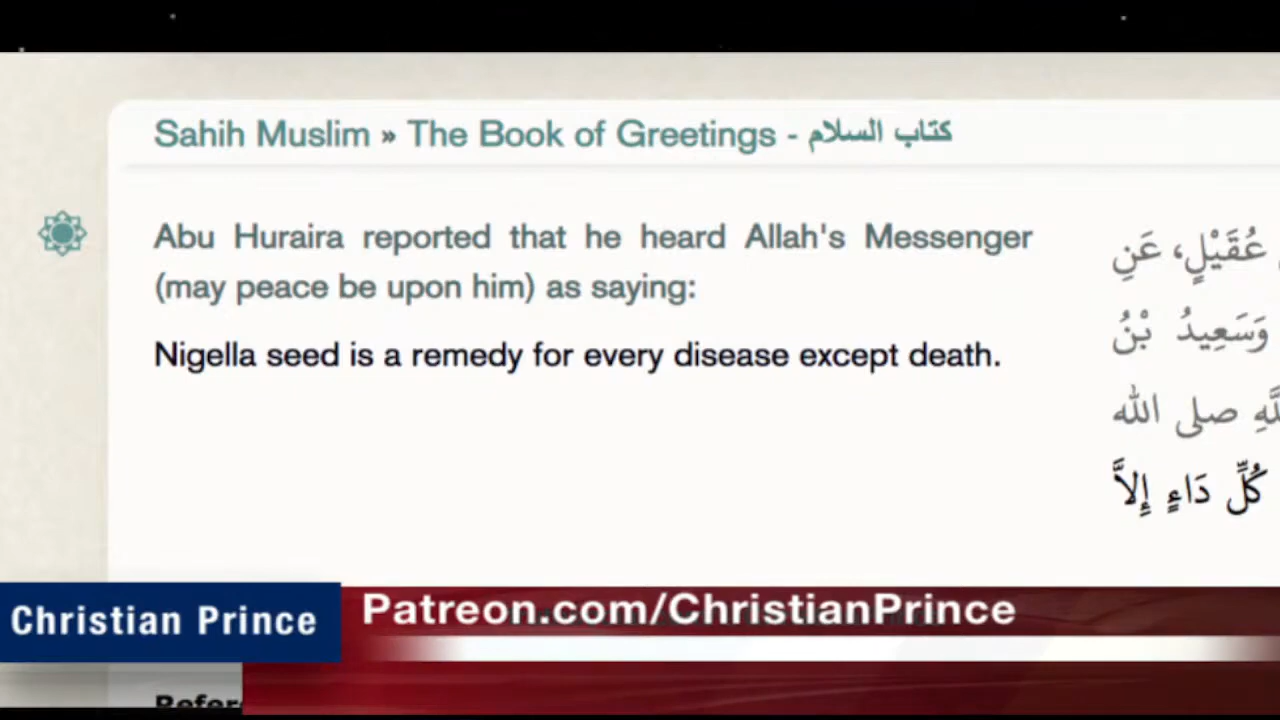 Sahih Muslim » The Book of Greetings - كتاب السلام
Abu Huraira reported that he heard Allah's Messenger
(may peace be upon him) as saying:
Nigella seed is a remedy for every disease except death.
عُقَيْلٍ، عَنِ
وَسَعِيدُ بْنُ
صلى الله
كُلِّ دَاءٍ إِلاَّ
Christian Prince
Patreon.com/ChristianPrince